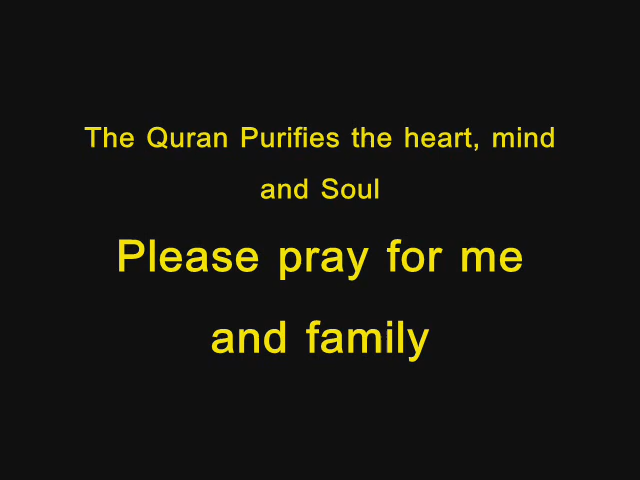 The Quran Purifies the heart, mind
and Soul
Please pray for me
and family